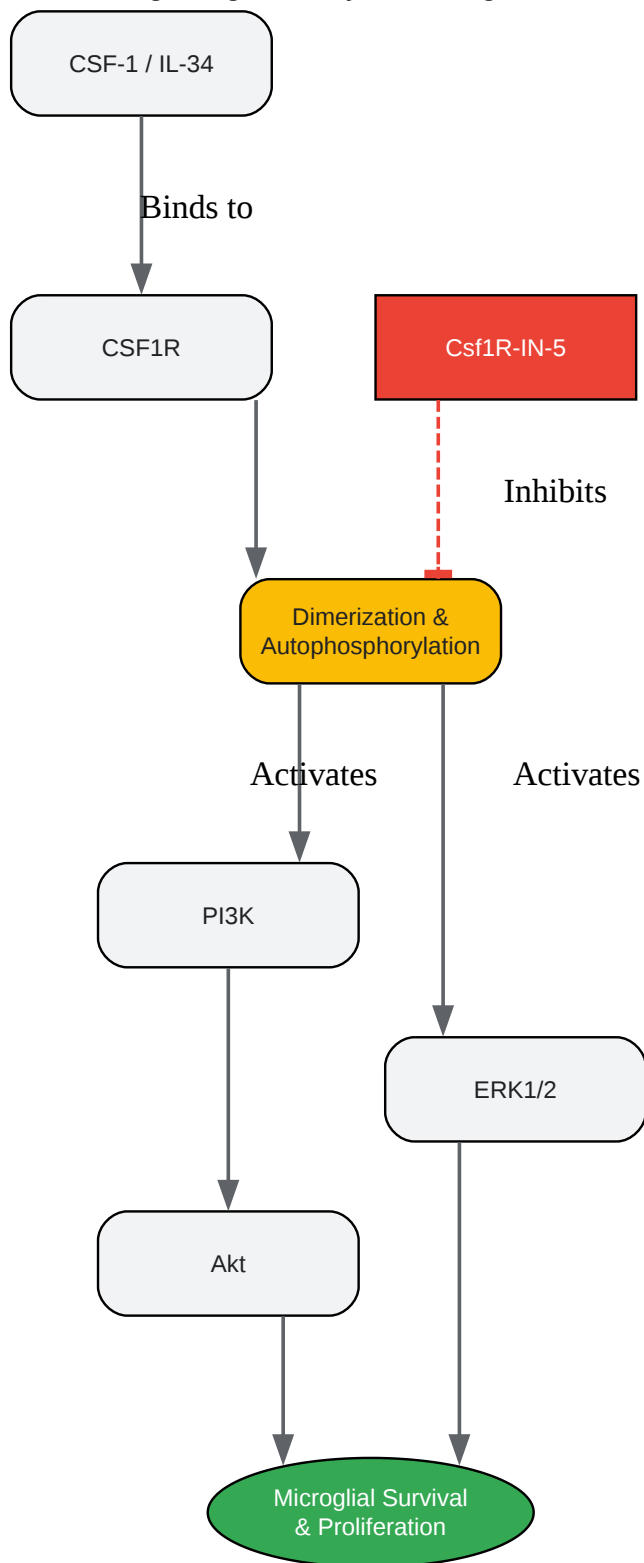 CSF-1 / IL-34
Binds to
CSF1R
Csf1R-IN-5
Inhibits
Dimerization &
Autophosphorylation
Activates
Activates
PI3K
ERK1/2
Akt
Microglial Survival
& Proliferation